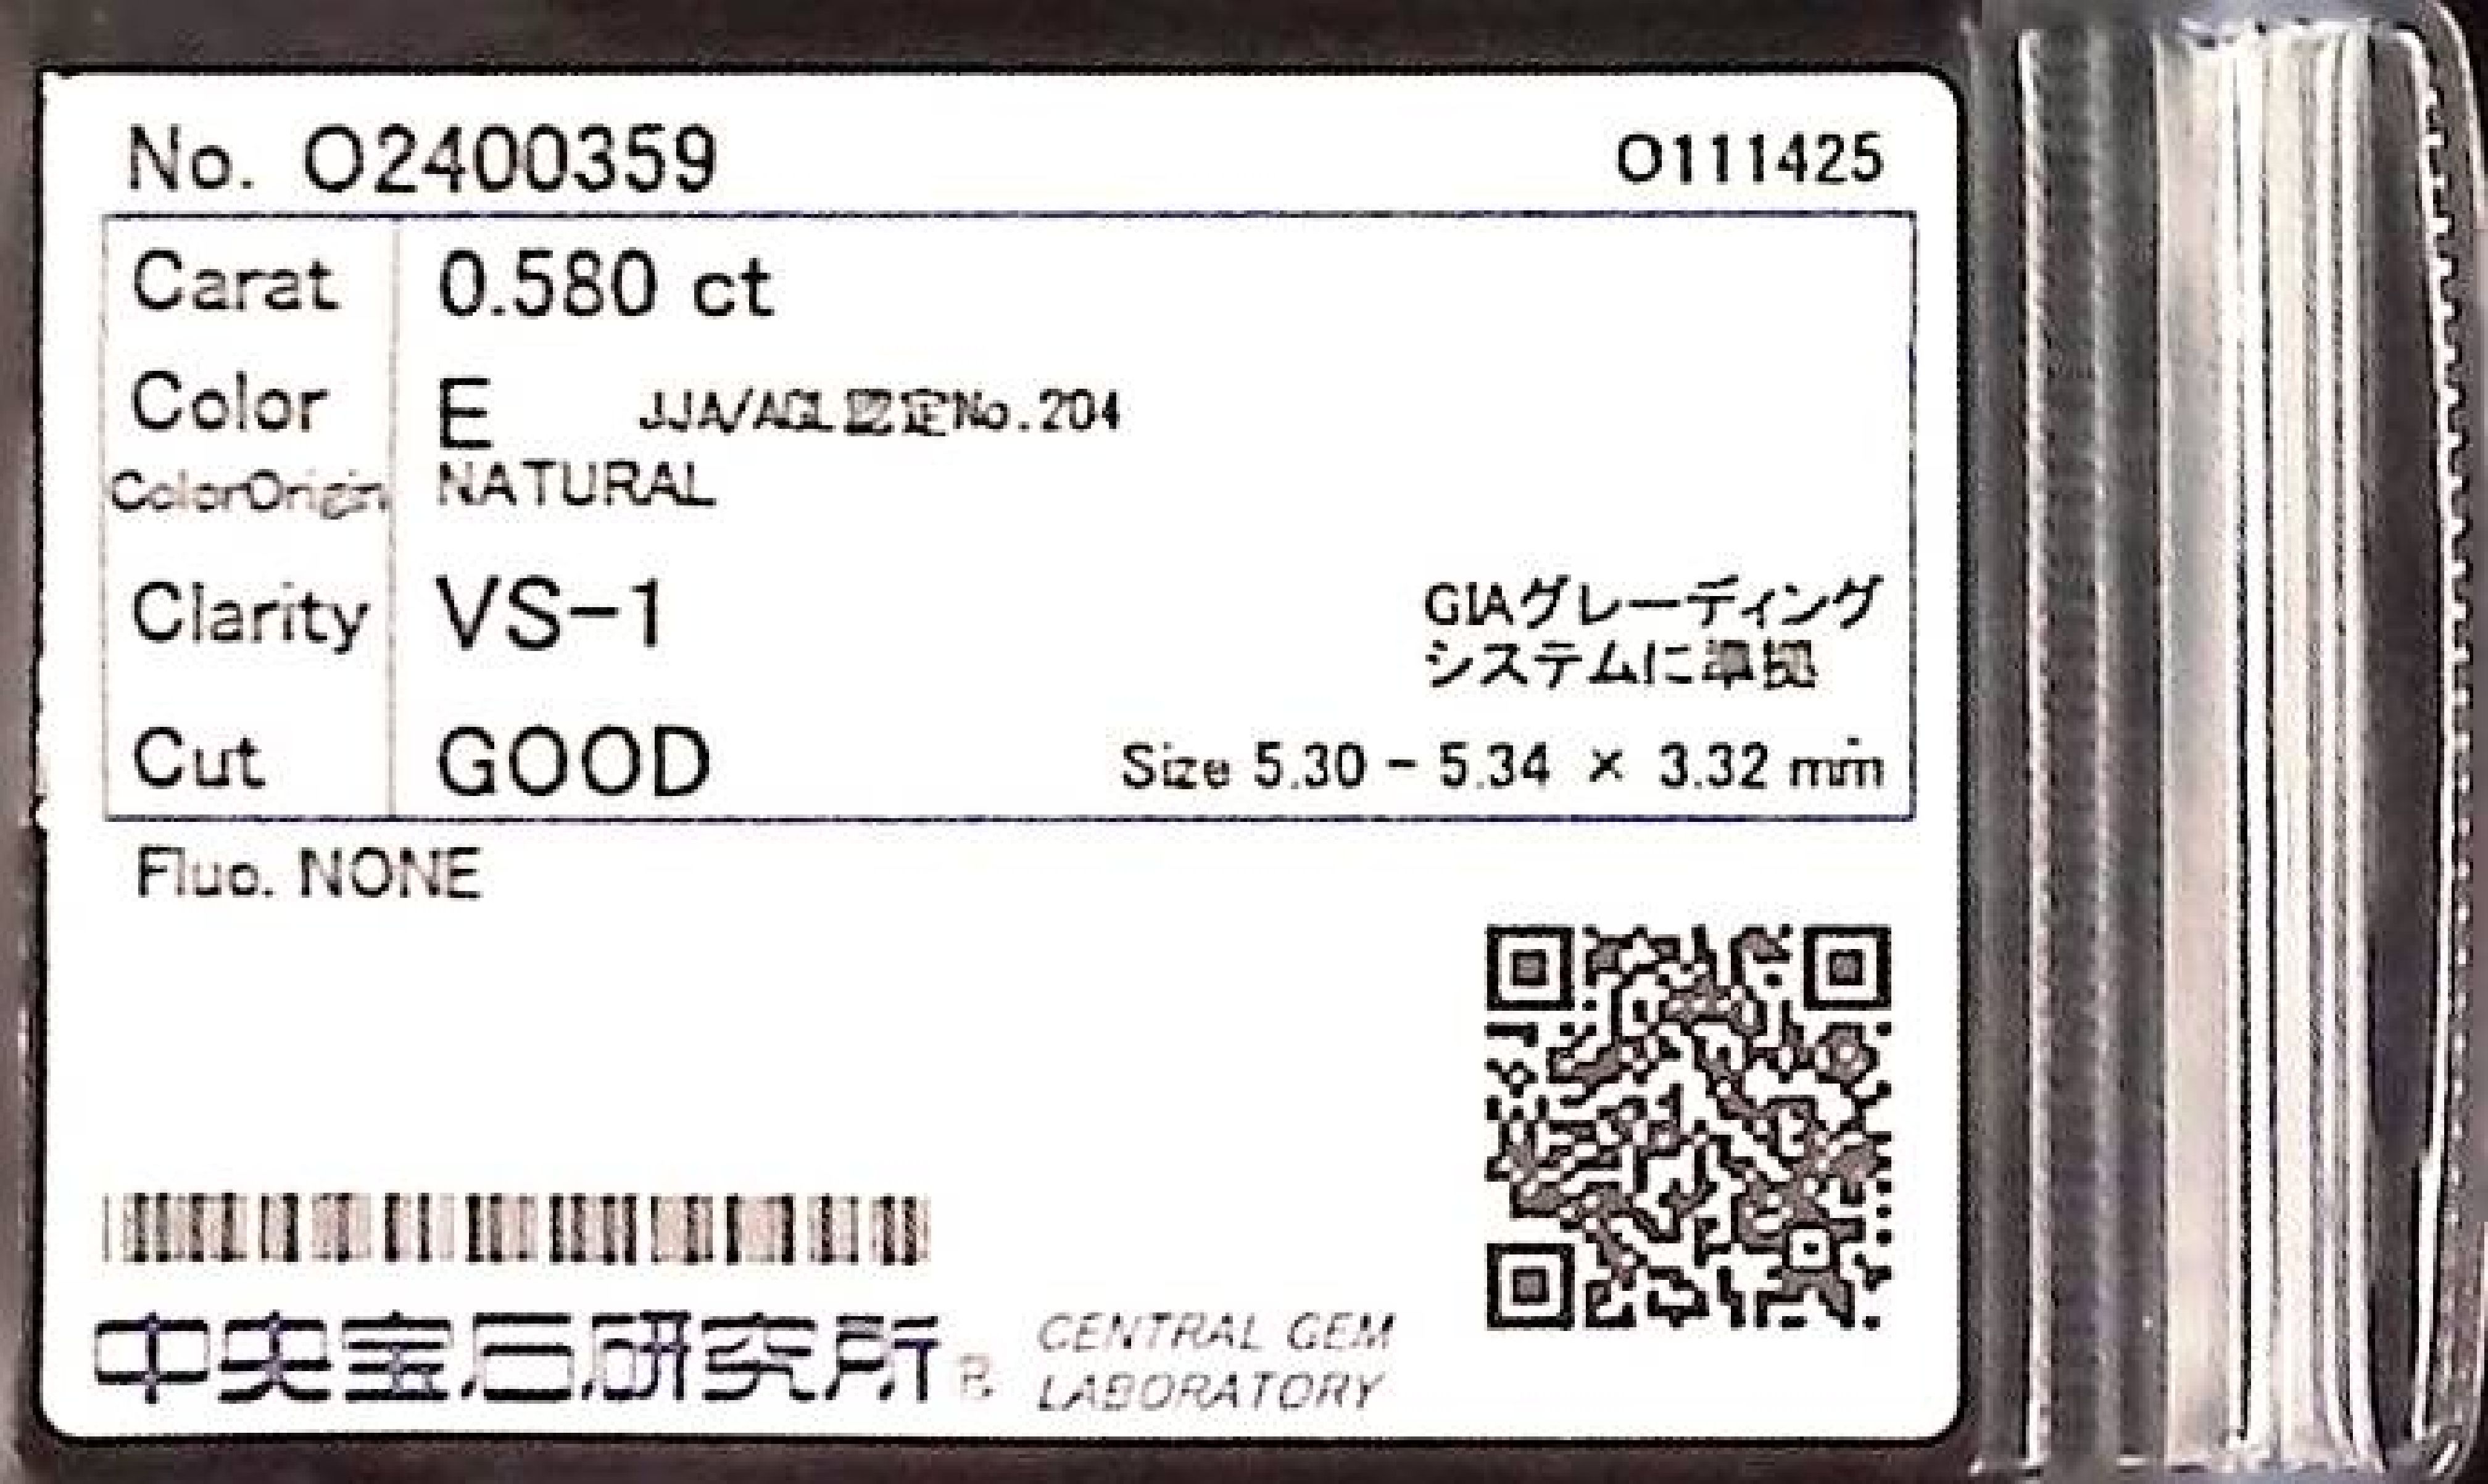 No. O2400359 O111425
Carat 0.580 ct
Color E JJA/AGL認定No.204
ColorOrigin NATURAL
Clarity VS-1 GIAグレーディング
システムに準拠
Cut GOOD Size 5.30 - 5.34 × 3.32 mm
Fluo. NONE
中央宝石研究所® CENTRAL GEM
LABORATORY